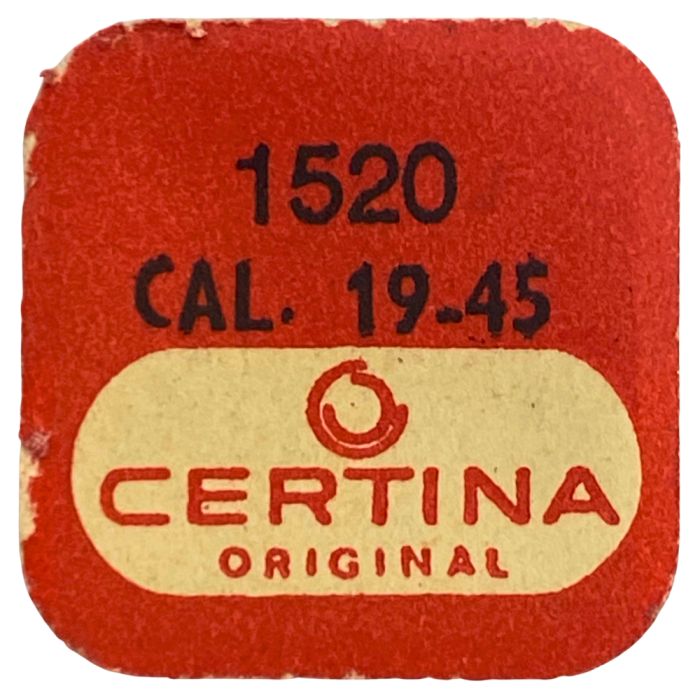 1520
CAL. 19-45
CERTINA
ORIGINAL